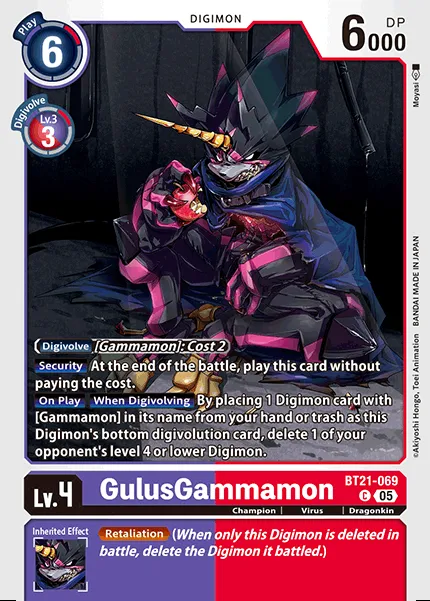 Play
6
DIGIMON
DP
6000
Digivolve
Lv.3
3
Moyasi
©Akiyoshi Hongo, Toei Animation BANDAI MADE IN JAPAN
Digivolve [Gammamon]: Cost 2
Security At the end of the battle, play this card without
paying the cost.
On Play When Digivolving By placing 1 Digimon card with
[Gammamon] in its name from your hand or trash as this
Digimon's bottom digivolution card, delete 1 of your
opponent's level 4 or lower Digimon.
Lv.4
GulusGammamon
BT21-069
C 05
Champion | Virus | Dragonkin
Inherited Effect
Retaliation (When only this Digimon is deleted in
battle, delete the Digimon it battled.)